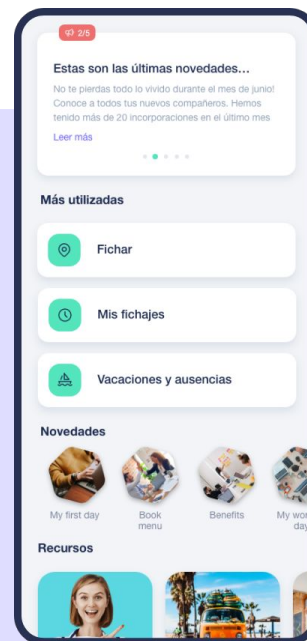 2/5
Estas son las últimas novedades…
No te pierdas todo lo vivido durante el mes de junio!
Conoce a todos tus nuevos compañeros. Hemos
tenido más de 20 incorporaciones en el último mes
Leer más
Más utilizadas
Fichar
Mis fichajes
Vacaciones y ausencias
Novedades
My first day
Book
menu
Benefits
My wor
day
Recursos